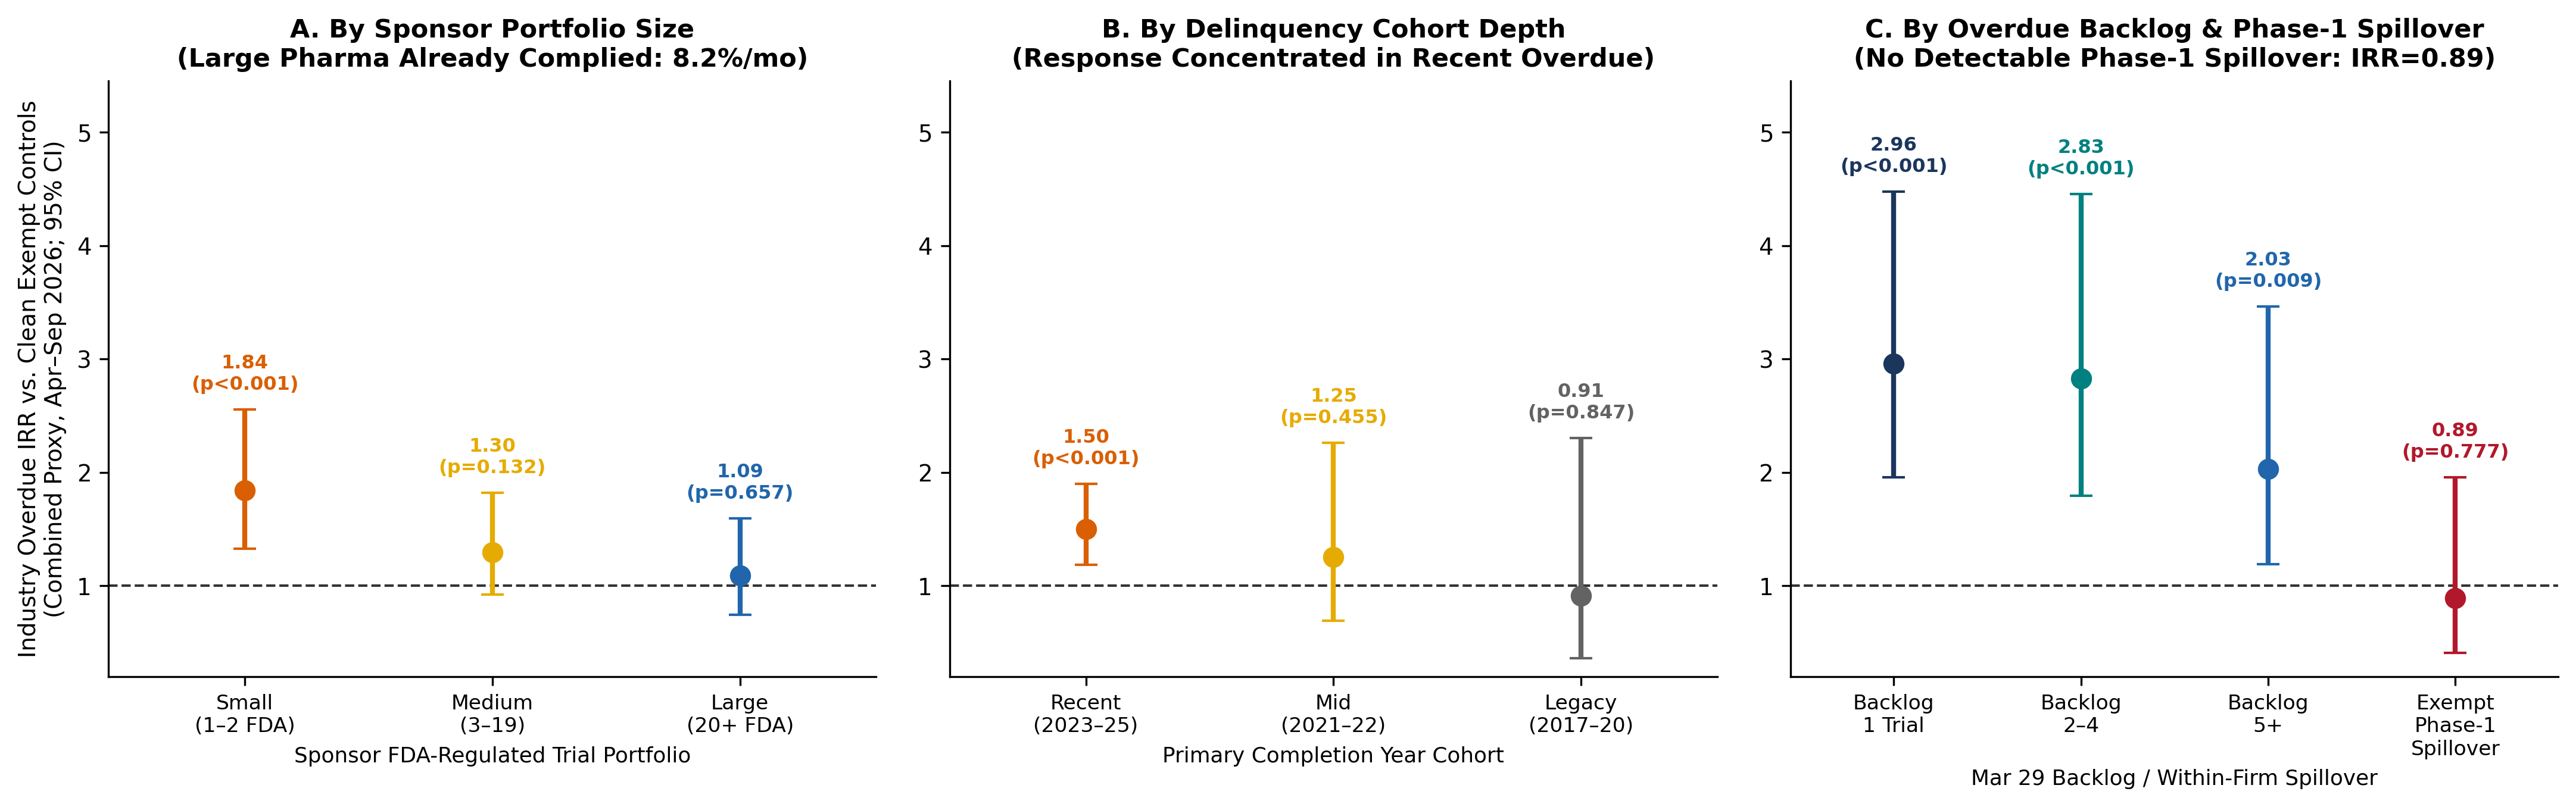 A. By Sponsor Portfolio Size
(Large Pharma Already Complied: 8.2%/mo)
Industry Overdue IRR vs. Clean Exempt Controls
(Combined Proxy, Apr–Sep 2026; 95% CI)
5
4
3
2
1
1.84
(p<0.001)
1.30
(p=0.132)
1.09
(p=0.657)
Small
(1–2 FDA)
Medium
(3–19)
Large
(20+ FDA)
Sponsor FDA-Regulated Trial Portfolio
B. By Delinquency Cohort Depth
(Response Concentrated in Recent Overdue)
5
4
3
2
1
1.50
(p<0.001)
1.25
(p=0.455)
0.91
(p=0.847)
Recent
(2023–25)
Mid
(2021–22)
Legacy
(2017–20)
Primary Completion Year Cohort
C. By Overdue Backlog & Phase-1 Spillover
(No Detectable Phase-1 Spillover: IRR=0.89)
5
4
3
2
1
2.96
(p<0.001)
2.83
(p<0.001)
2.03
(p=0.009)
0.89
(p=0.777)
Backlog
1 Trial
Backlog
2–4
Backlog
5+
Exempt
Phase-1
Spillover
Mar 29 Backlog / Within-Firm Spillover